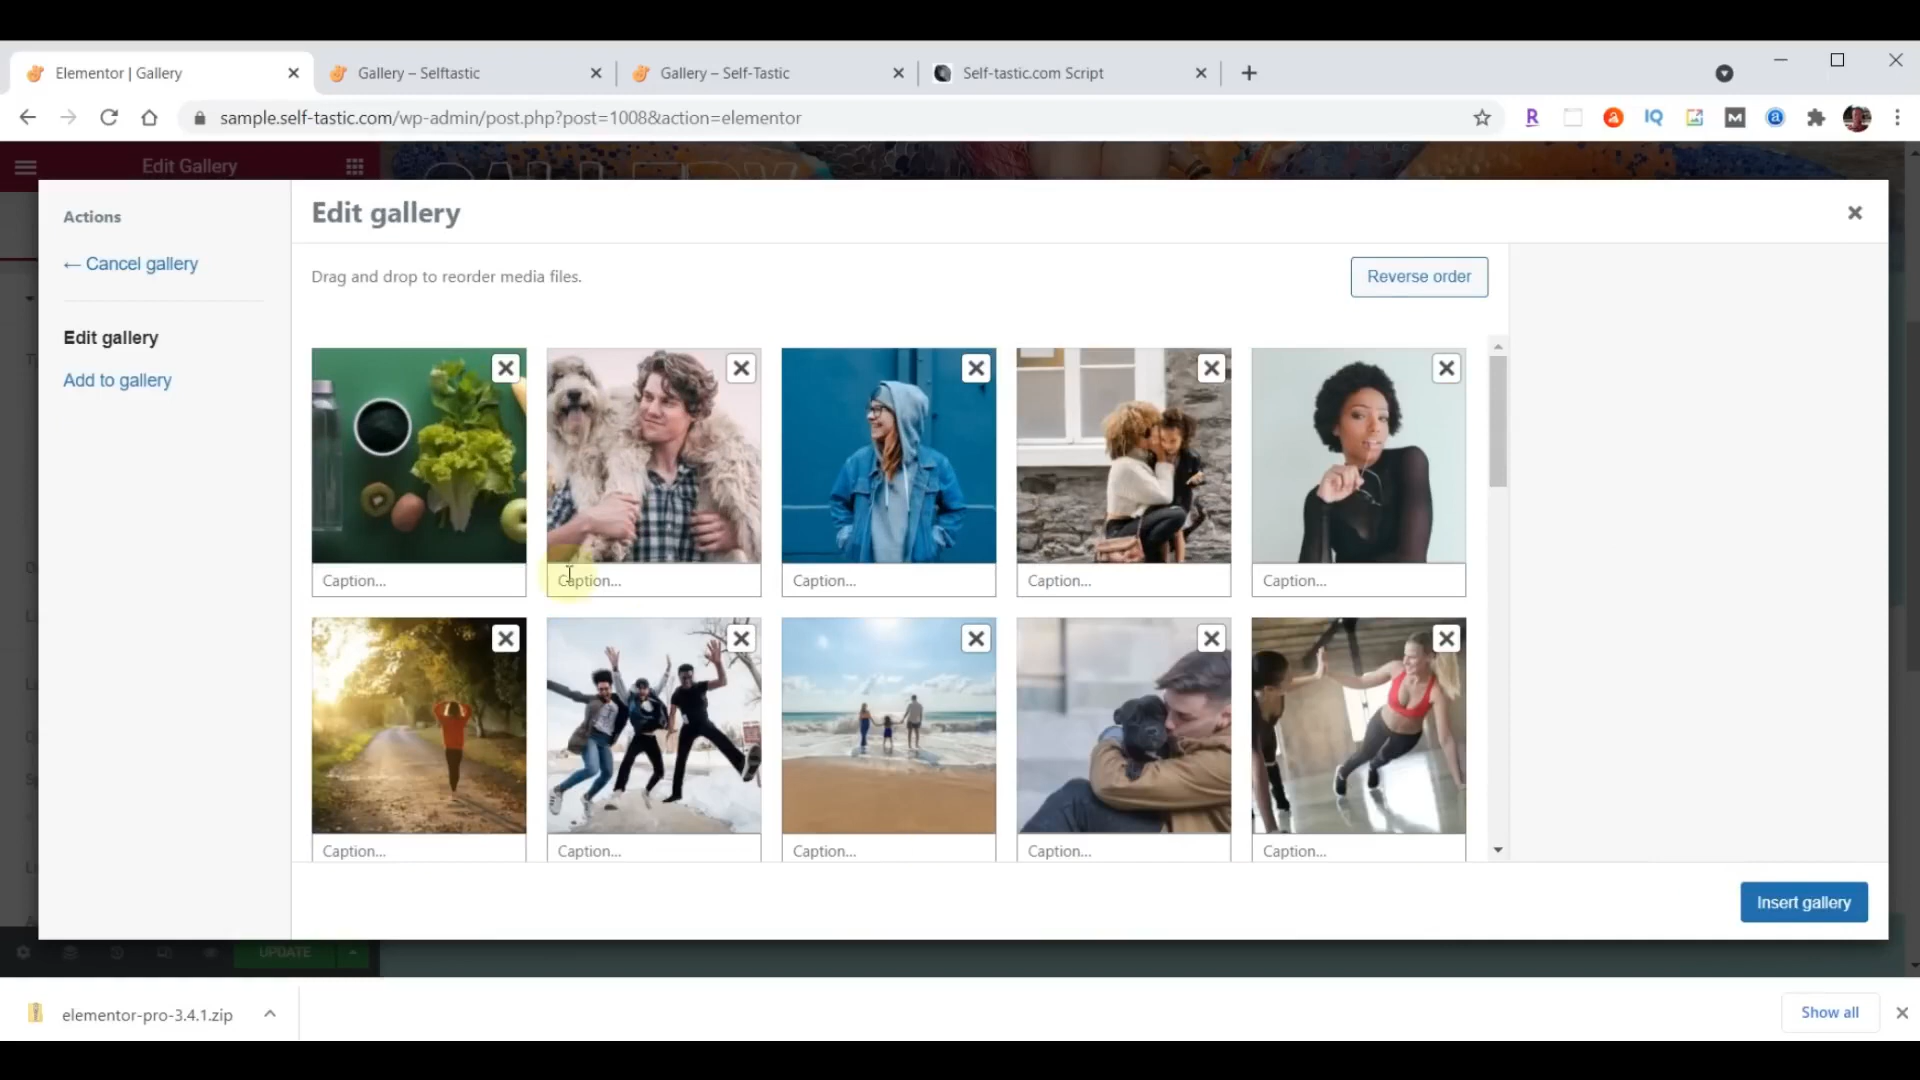 Elementor | Gallery
Gallery – Selftastic
Gallery – Self-Tastic
Self-tastic.com Script
sample.self-tastic.com/wp-admin/post.php?post=1008&action=elementor
R
IQ
M
a
Edit Gallery
GALLERY
Actions
← Cancel gallery
Edit gallery
Add to gallery
Edit gallery
Drag and drop to reorder media files.
Reverse order
Caption...
Caption...
Caption...
Caption...
Caption...
Caption...
Caption...
Caption...
Caption...
Caption...
Insert gallery
UPDATE
elementor-pro-3.4.1.zip
Show all